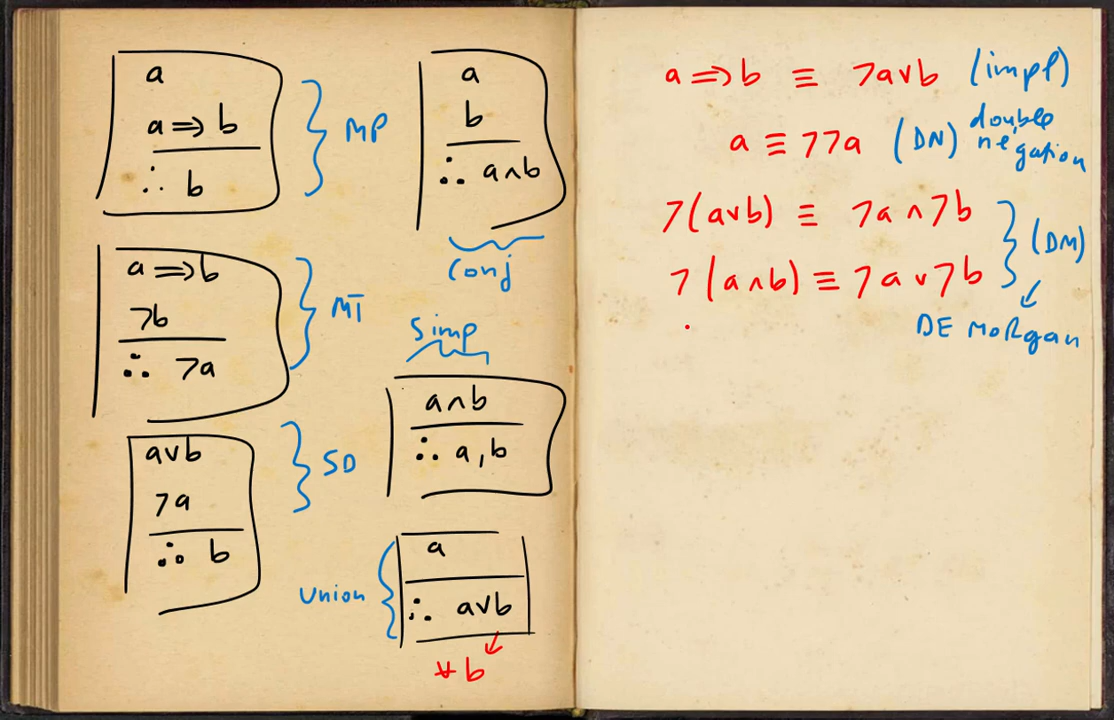 a
a ⟹ b
∴ b
MP
a ⟹ b
¬b
∴ ¬a
MT
a∨b
¬a
∴ b
SD
a
b
∴ a∧b
Conj
Simp
a∧b
∴ a,b
Union
a
∴ a∨b
∀ b
a ⟹ b ≡ ¬a∨b (impl)
a ≡ ¬¬a (DN) double negation
¬(a∨b) ≡ ¬a ∧ ¬b
¬(a∧b) ≡ ¬a ∨ ¬b
(DM)
DE MoRgan